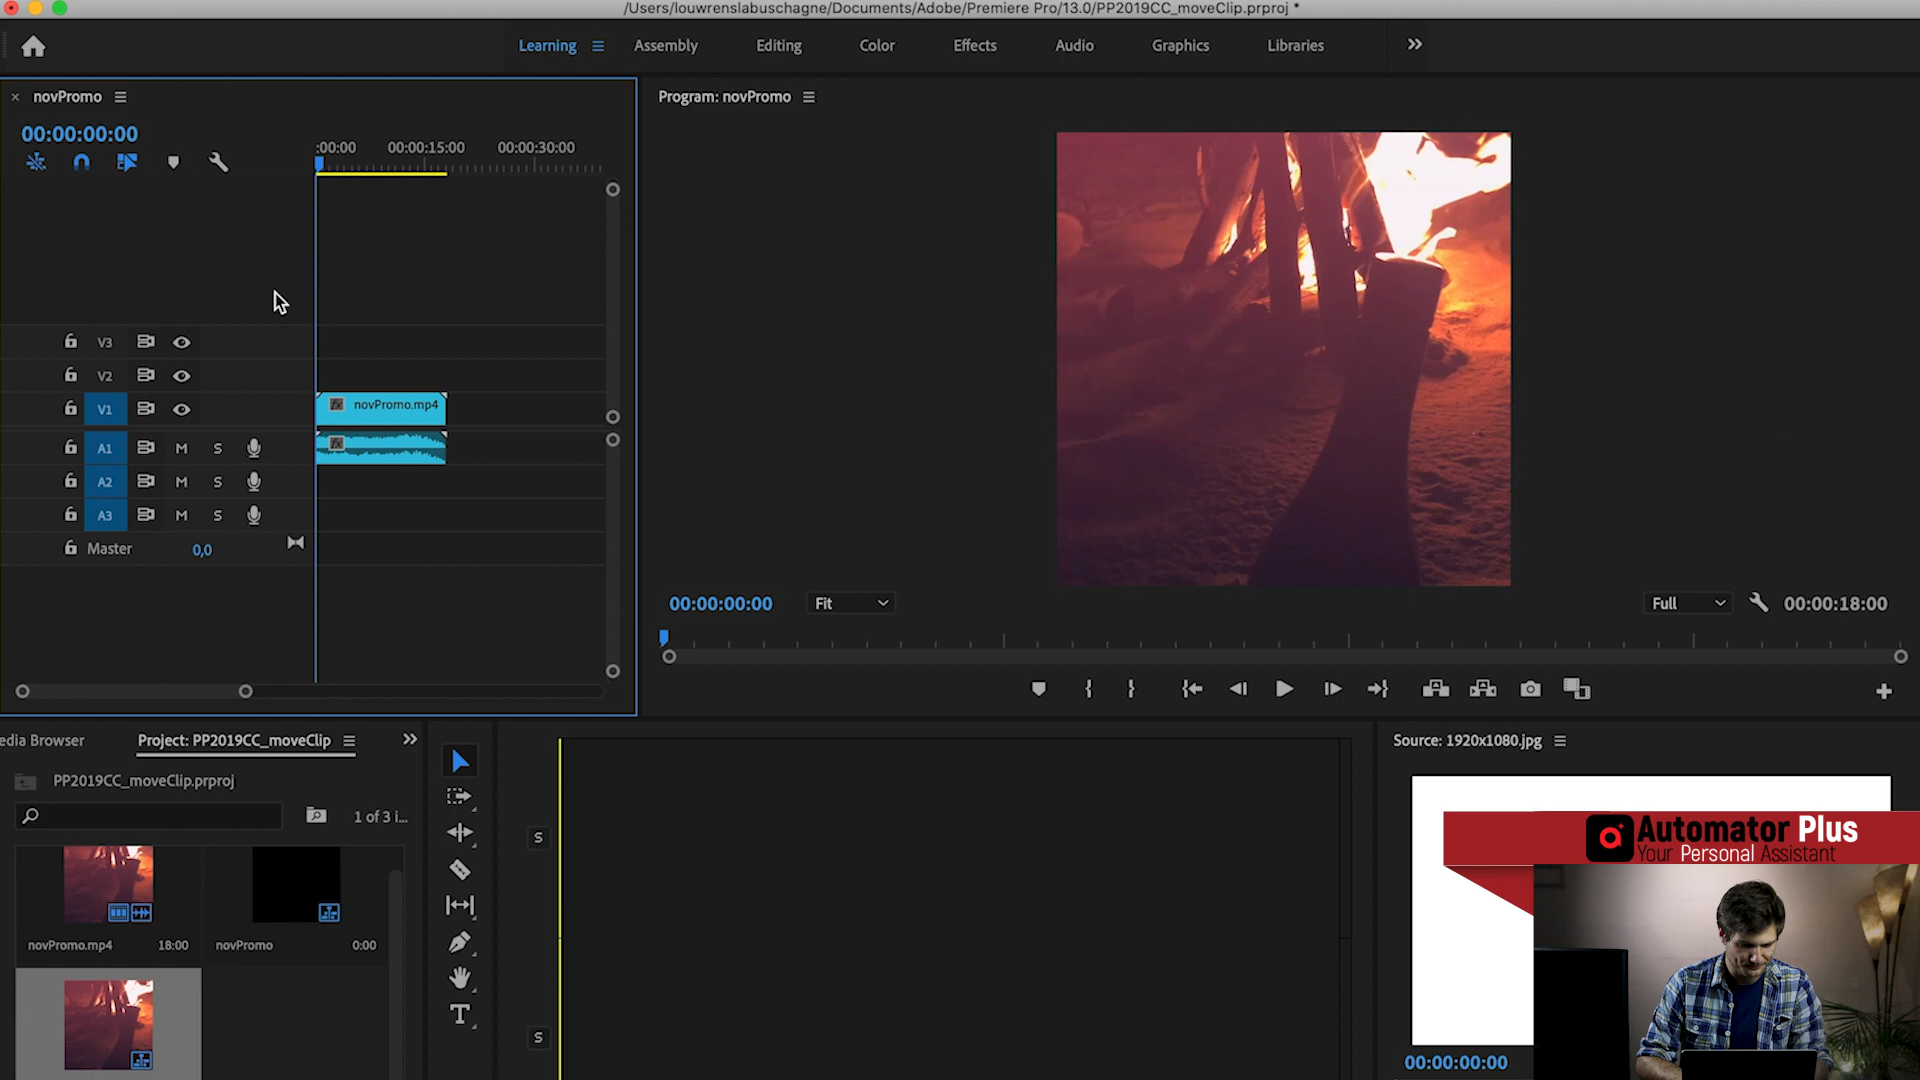 /Users/louwrenslabuschagne/Documents/Adobe/Premiere Pro/13.0/PP2019CC_moveClip.prproj *
Learning Assembly Editing Color Effects Audio Graphics Libraries
× novPromo
00:00:00:00
:00:00 00:00:15:00 00:00:30:00
V3
V2
V1 fx novPromo.mp4
A1 M S fx
A2 M S
A3 M S
Master 0,0
Program: novPromo
00:00:00:00 Fit Full 00:00:18:00
edia Browser Project: PP2019CC_moveClip
PP2019CC_moveClip.prproj
1 of 3 i...
novPromo.mp4 18:00 novPromo 0:00
T
S
S
Source: 1920x1080.jpg
a Automator Plus
Your Personal Assistant
00:00:00:00